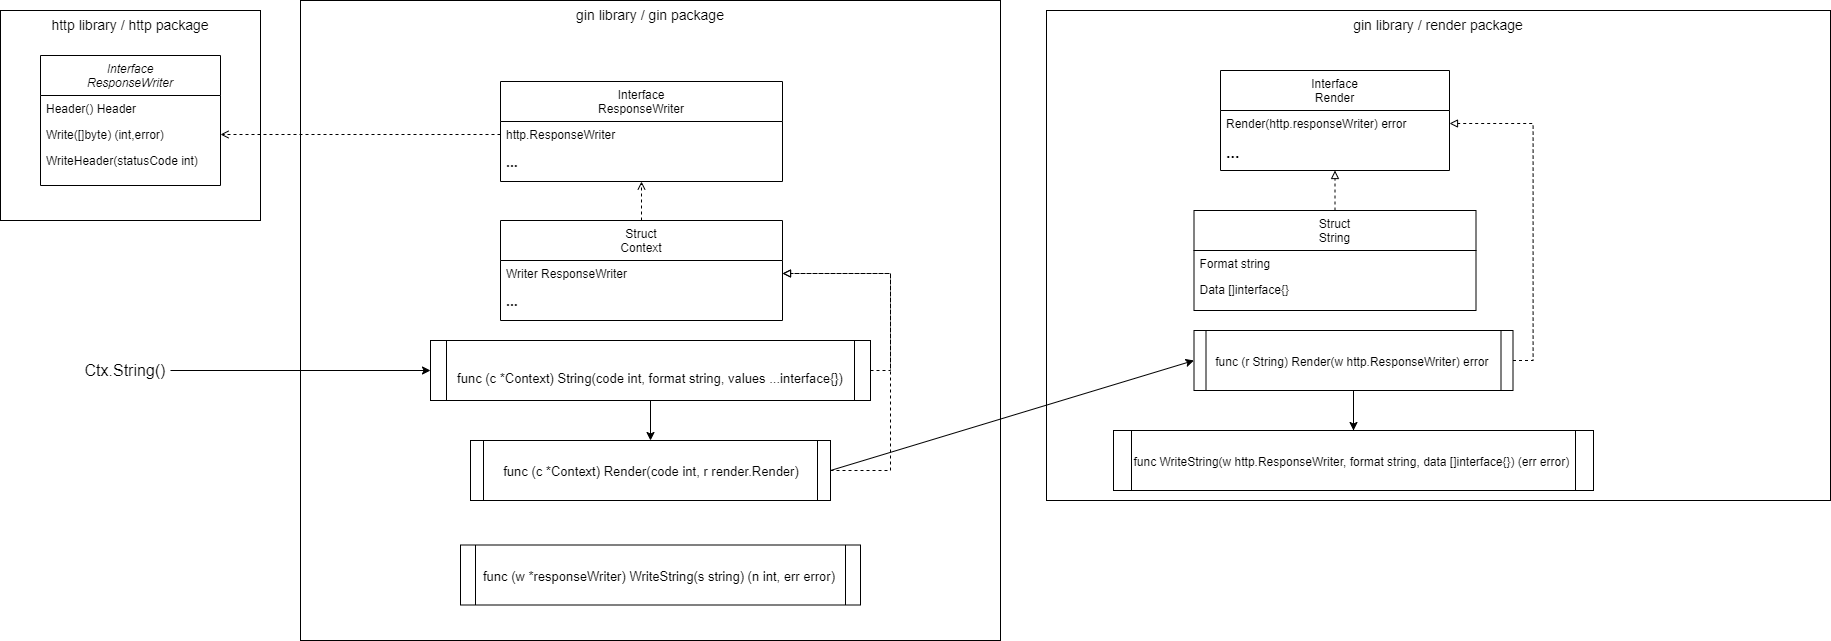 http library / http package
Interface
ResponseWriter
Header() Header
Write([]byte) (int,error)
WriteHeader(statusCode int)
gin library / gin package
Interface
ResponseWriter
http.ResponseWriter
...
Struct
Context
Writer ResponseWriter
...
Ctx.String()
func (c *Context) String(code int, format string, values ...interface{})
func (c *Context) Render(code int, r render.Render)
func (w *responseWriter) WriteString(s string) (n int, err error)
gin library / render package
Interface
Render
Render(http.responseWriter) error
...
Struct
String
Format string
Data []interface{}
func (r String) Render(w http.ResponseWriter) error
func WriteString(w http.ResponseWriter, format string, data []interface{}) (err error)